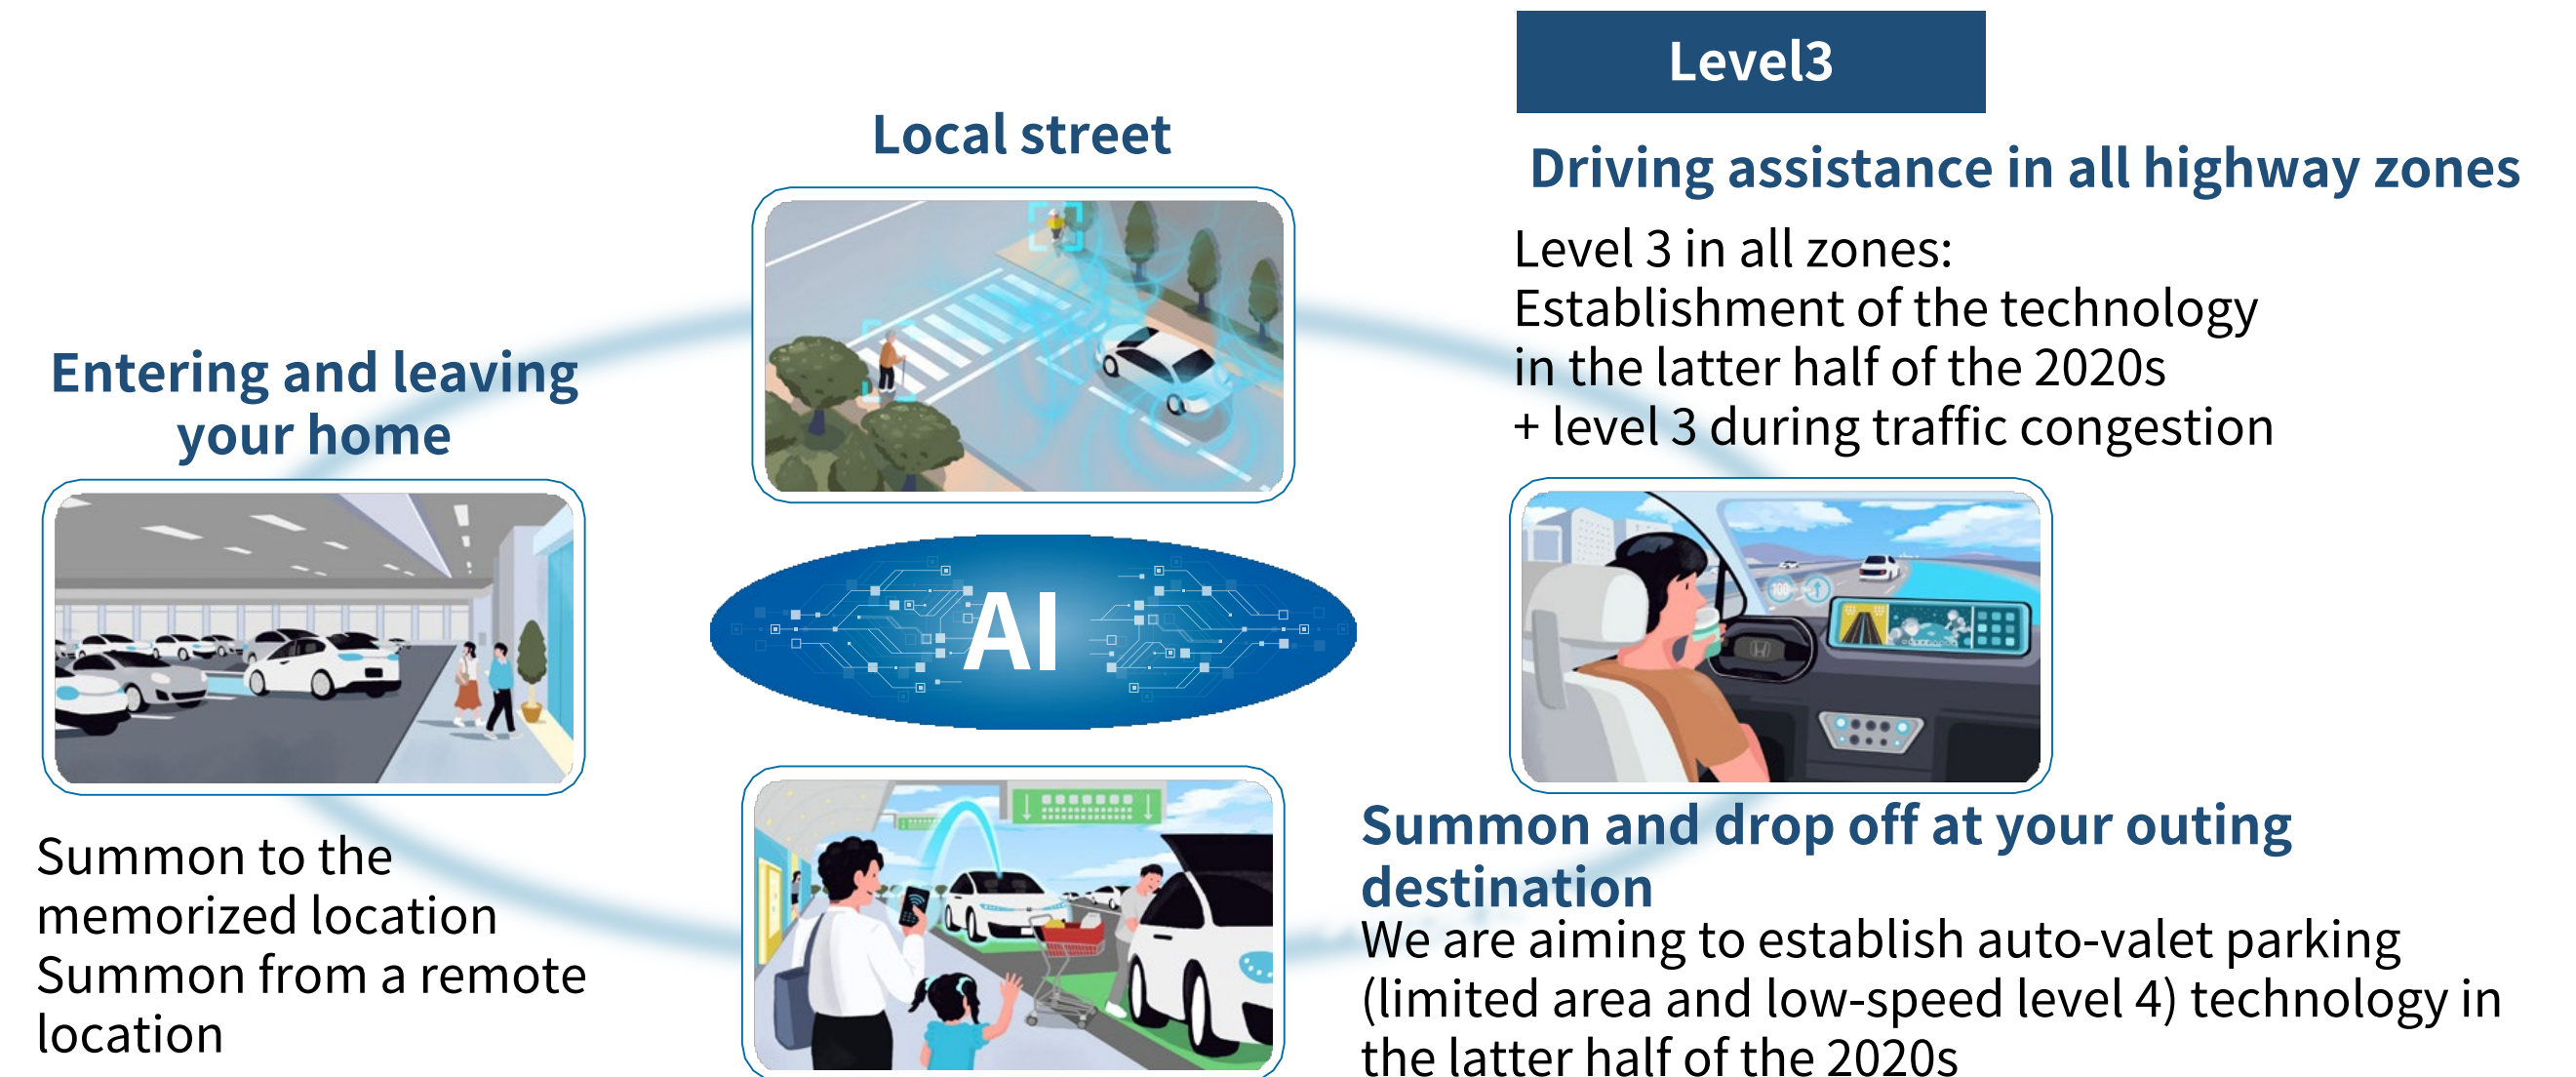 Level3
Local street
Driving assistance in all highway zones
Level 3 in all zones:
Establishment of the technology
in the latter half of the 2020s
+ level 3 during traffic congestion
Entering and leaving
your home
AI
100
Summon to the
memorized location
Summon from a remote
location
Summon and drop off at your outing
destination
We are aiming to establish auto-valet parking
(limited area and low-speed level 4) technology in
the latter half of the 2020s